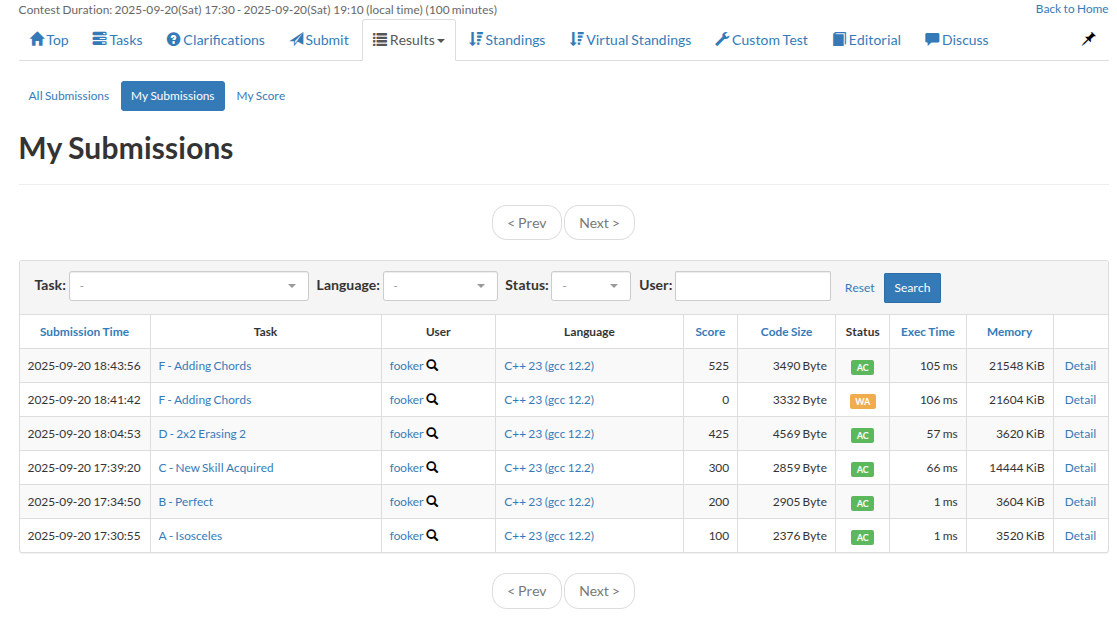 Contest Duration: 2025-09-20(Sat) 17:30 - 2025-09-20(Sat) 19:10 (local time) (100 minutes) Back to Home
Top Tasks Clarifications Submit Results Standings Virtual Standings Custom Test Editorial Discuss
All Submissions My Submissions My Score
My Submissions
< Prev Next >
Task: - Language: - Status: - User: Reset Search
Submission Time Task User Language Score Code Size Status Exec Time Memory
2025-09-20 18:43:56 F - Adding Chords fooker C++ 23 (gcc 12.2) 525 3490 Byte AC 105 ms 21548 KiB Detail
2025-09-20 18:41:42 F - Adding Chords fooker C++ 23 (gcc 12.2) 0 3332 Byte WA 106 ms 21604 KiB Detail
2025-09-20 18:04:53 D - 2x2 Erasing 2 fooker C++ 23 (gcc 12.2) 425 4569 Byte AC 57 ms 3620 KiB Detail
2025-09-20 17:39:20 C - New Skill Acquired fooker C++ 23 (gcc 12.2) 300 2859 Byte AC 66 ms 14444 KiB Detail
2025-09-20 17:34:50 B - Perfect fooker C++ 23 (gcc 12.2) 200 2905 Byte AC 1 ms 3604 KiB Detail
2025-09-20 17:30:55 A - Isosceles fooker C++ 23 (gcc 12.2) 100 2376 Byte AC 1 ms 3520 KiB Detail
< Prev Next >